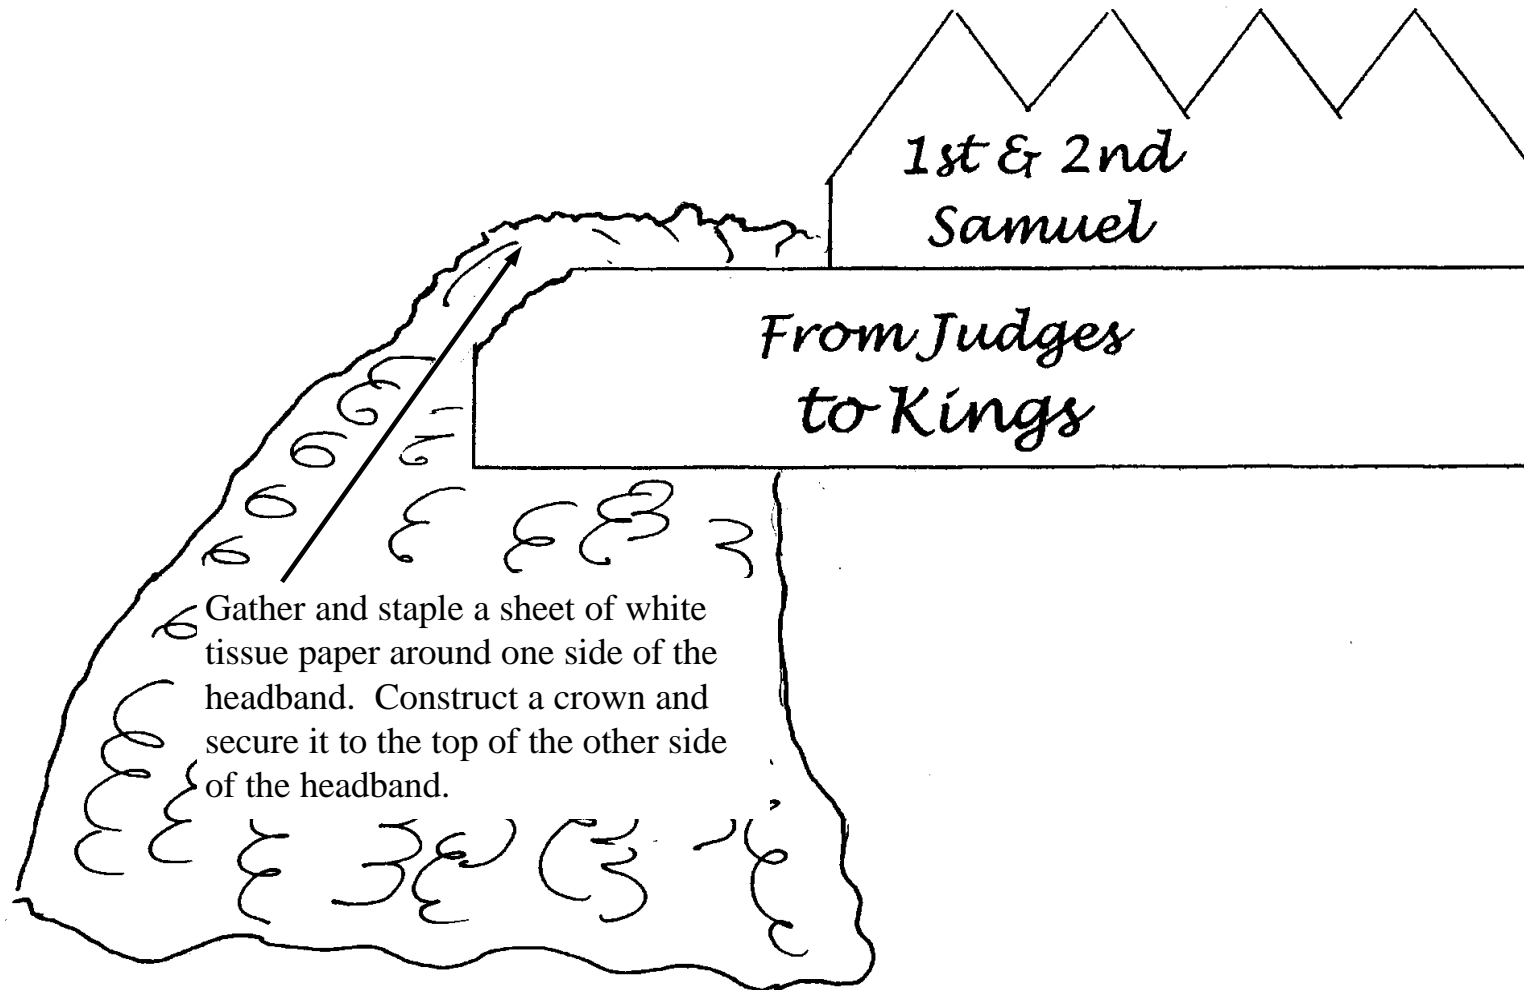 1st & 2nd
Samuel
From Judges
to Kings
Gather and staple a sheet of white
tissue paper around one side of the
headband.  Construct a crown and
secure it to the top of the other side
of the headband.